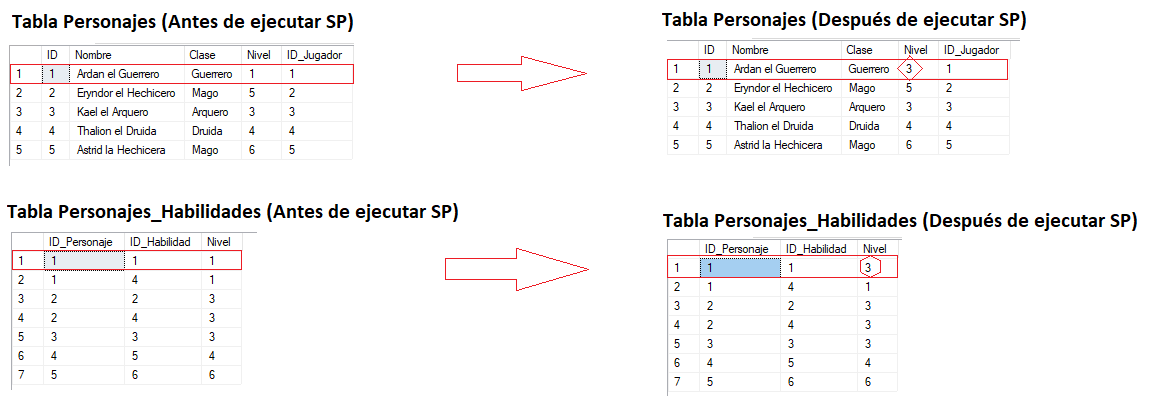 Tabla Personajes (Antes de ejecutar SP)
ID Nombre Clase Nivel ID_Jugador
1 1 Ardan el Guerrero Guerrero 1 1
2 2 Eryndor el Hechicero Mago 5 2
3 3 Kael el Arquero Arquero 3 3
4 4 Thalion el Druida Druida 4 4
5 5 Astrid la Hechicera Mago 6 5
Tabla Personajes (Después de ejecutar SP)
ID Nombre Clase Nivel ID_Jugador
1 1 Ardan el Guerrero Guerrero 3 1
2 2 Eryndor el Hechicero Mago 5 2
3 3 Kael el Arquero Arquero 3 3
4 4 Thalion el Druida Druida 4 4
5 5 Astrid la Hechicera Mago 6 5
Tabla Personajes_Habilidades (Antes de ejecutar SP)
ID_Personaje ID_Habilidad Nivel
1 1 1 1
2 1 4 1
3 2 2 3
4 2 4 3
5 3 3 3
6 4 5 4
7 5 6 6
Tabla Personajes_Habilidades (Después de ejecutar SP)
ID_Personaje ID_Habilidad Nivel
1 1 1 3
2 1 4 1
3 2 2 3
4 2 4 3
5 3 3 3
6 4 5 4
7 5 6 6